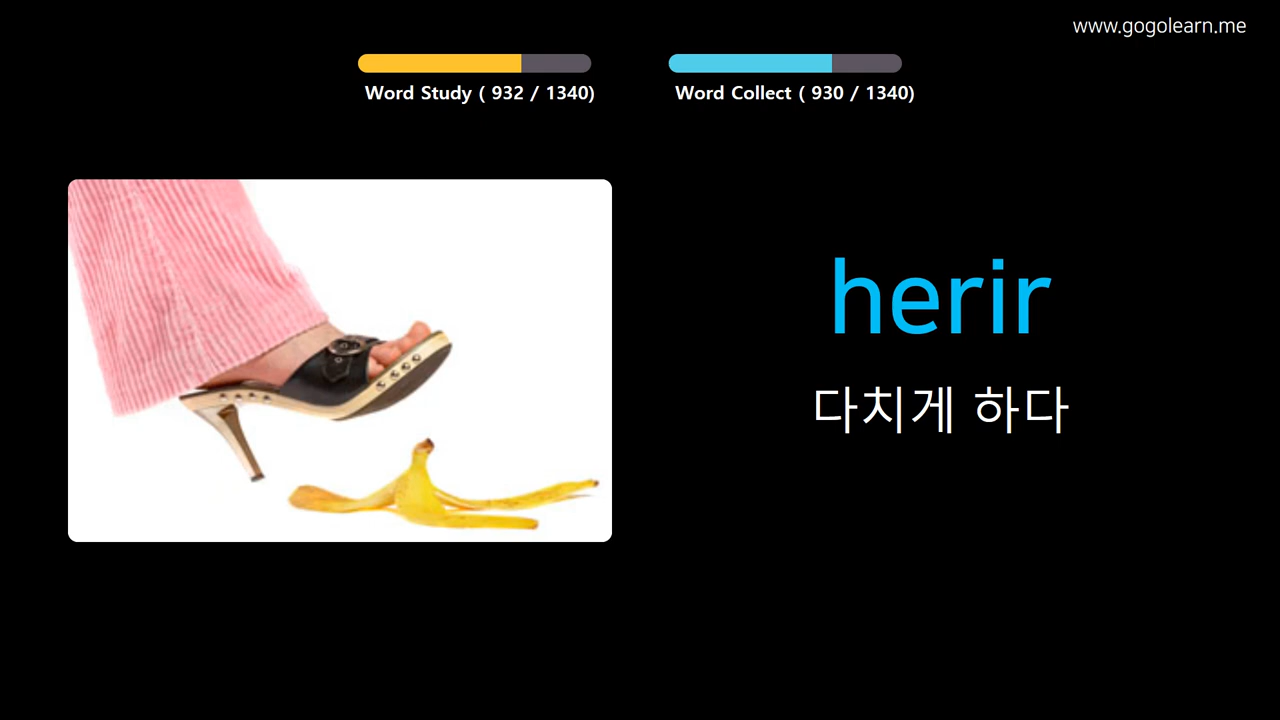 www.gogolearn.me
Word Study ( 932 / 1340)
Word Collect ( 930 / 1340)
herir
다치게 하다